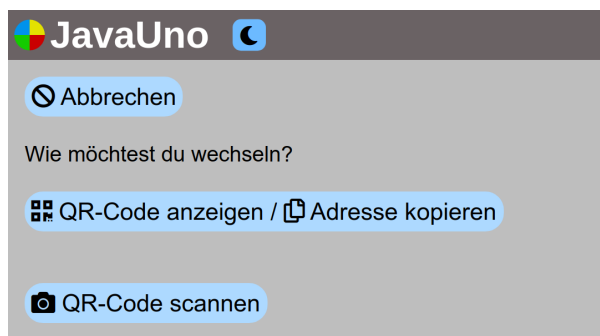 JavaUno
Abbrechen
Wie möchtest du wechseln?
QR-Code anzeigen / Adresse kopieren
QR-Code scannen